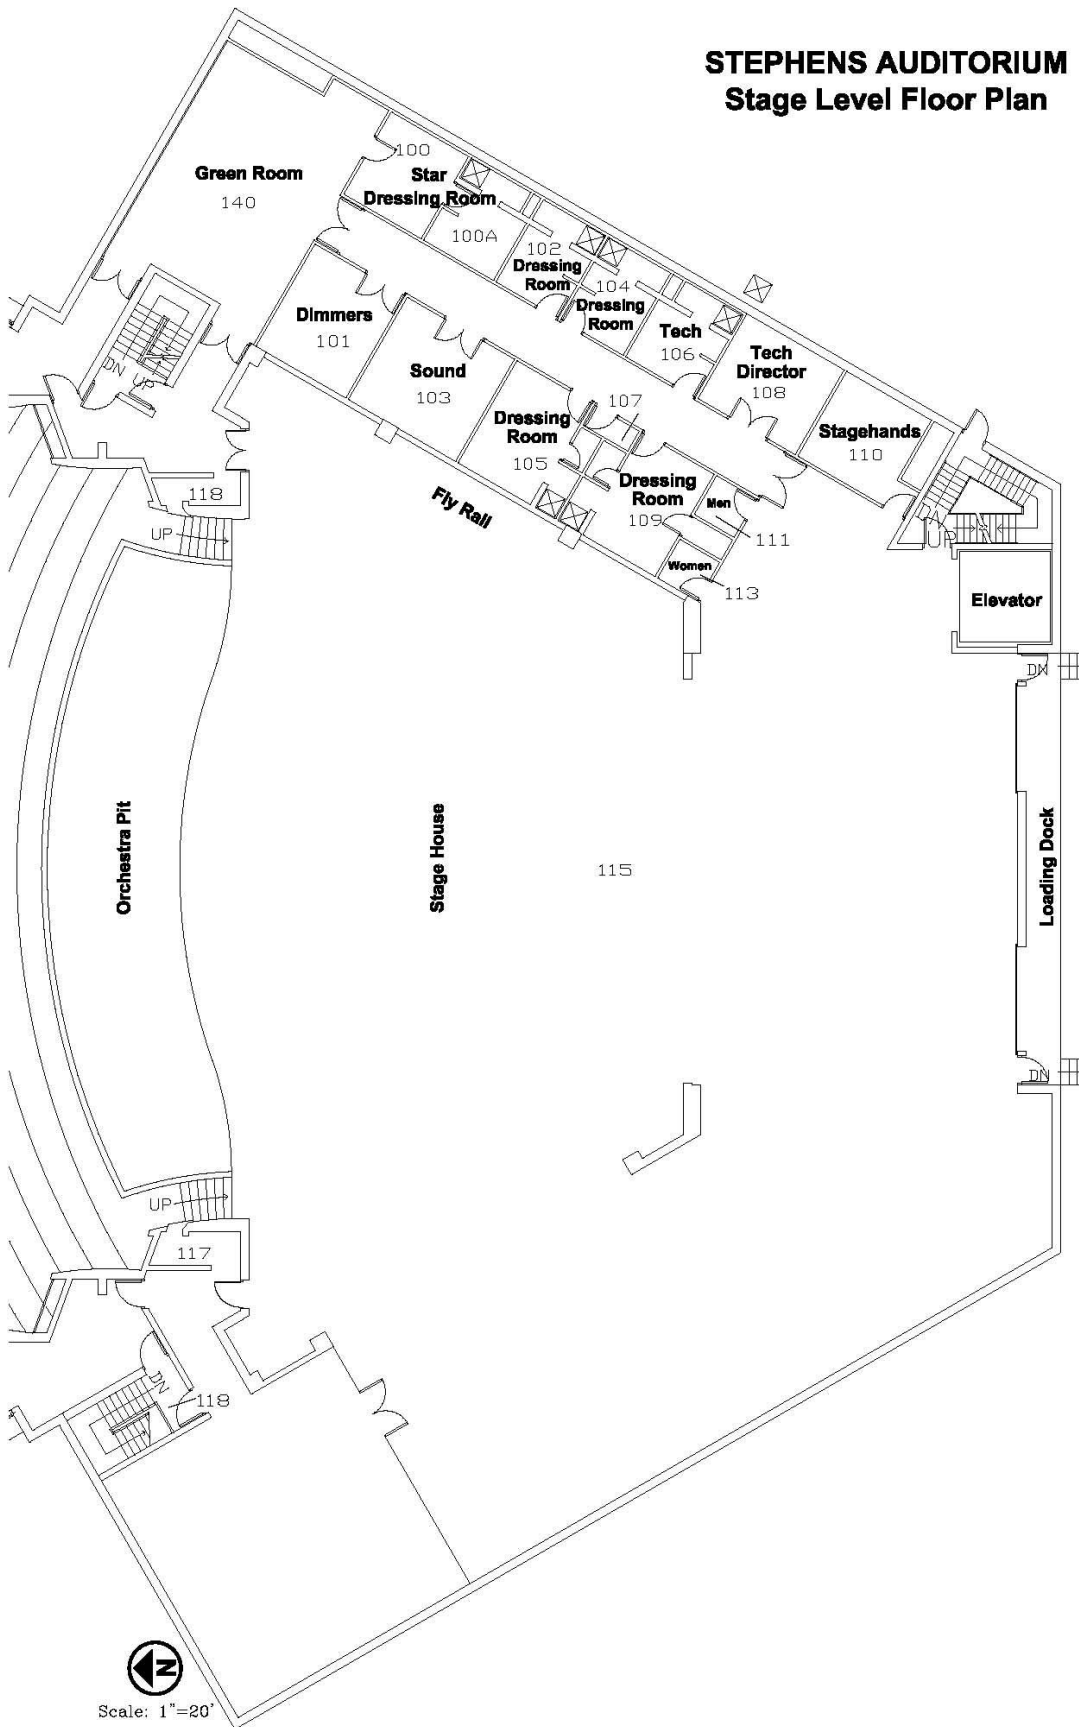 STEPHENS AUDITORIUM
Stage Level Floor Plan
Green Room
140
100
Star
Dressing Room
100A
102
Dressing
Room
104
Dressing
Room
Tech
106
Tech
Director
108
Stagehands
110
Dimmers
101
Sound
103
Dressing
Room
105
107
Dressing
Room
109
Men
111
Women
113
Fly Rail
DN
UP
118
UP
UP
Elevator
DN
Orchestra Pit
Stage House
115
Loading Dock
DN
UP
117
DN
118
N
Scale: 1"=20'